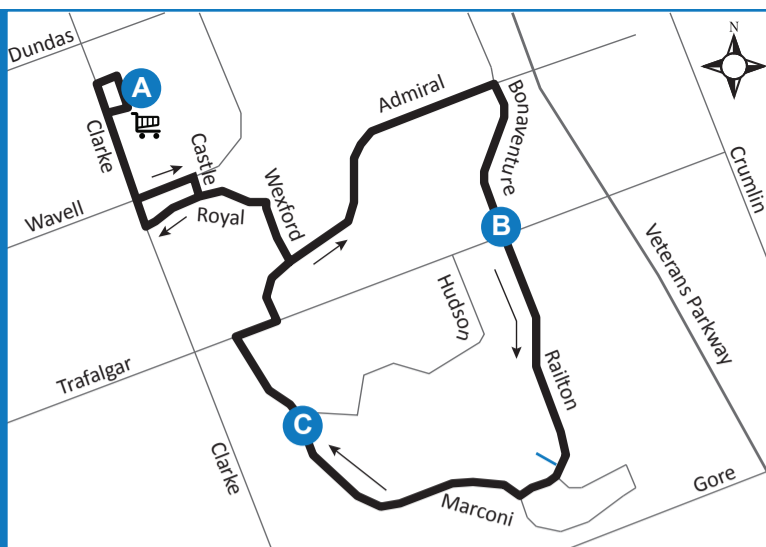 Dundas
N
A
Admiral
Bonaventure
Clarke
Castle
Crumlin
Wexford
Wavell
Royal
B
Veterans Parkway
Hudson
Trafalgar
Railton
C
Clarke
Gore
Marconi